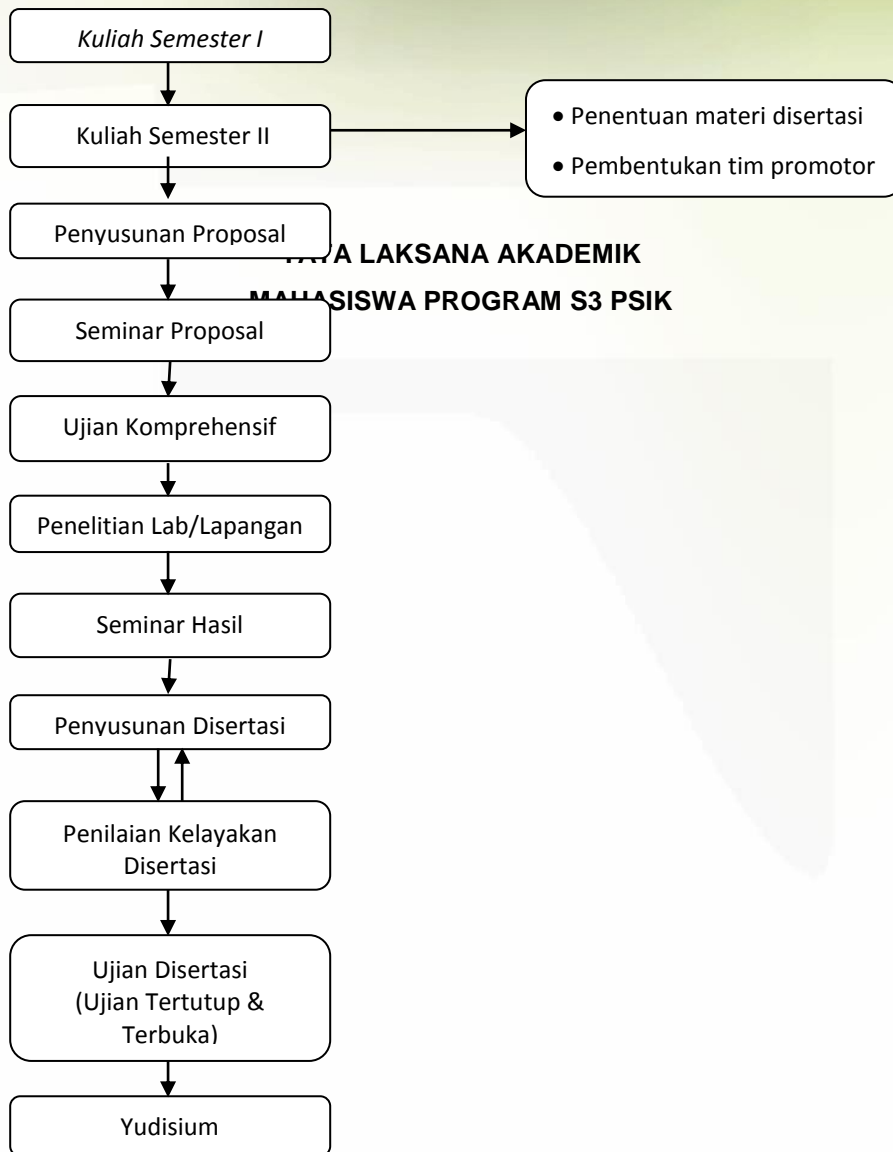 Kuliah Semester I
Kuliah Semester II
• Penentuan materi disertasi
• Pembentukan tim promotor
Penyusunan Proposal
TATA LAKSANA AKADEMIK
MAHASISWA PROGRAM S3 PSIK
Seminar Proposal
Ujian Komprehensif
Penelitian Lab/Lapangan
Seminar Hasil
Penyusunan Disertasi
Penilaian Kelayakan
Disertasi
Ujian Disertasi
(Ujian Tertutup &
Terbuka)
Yudisium